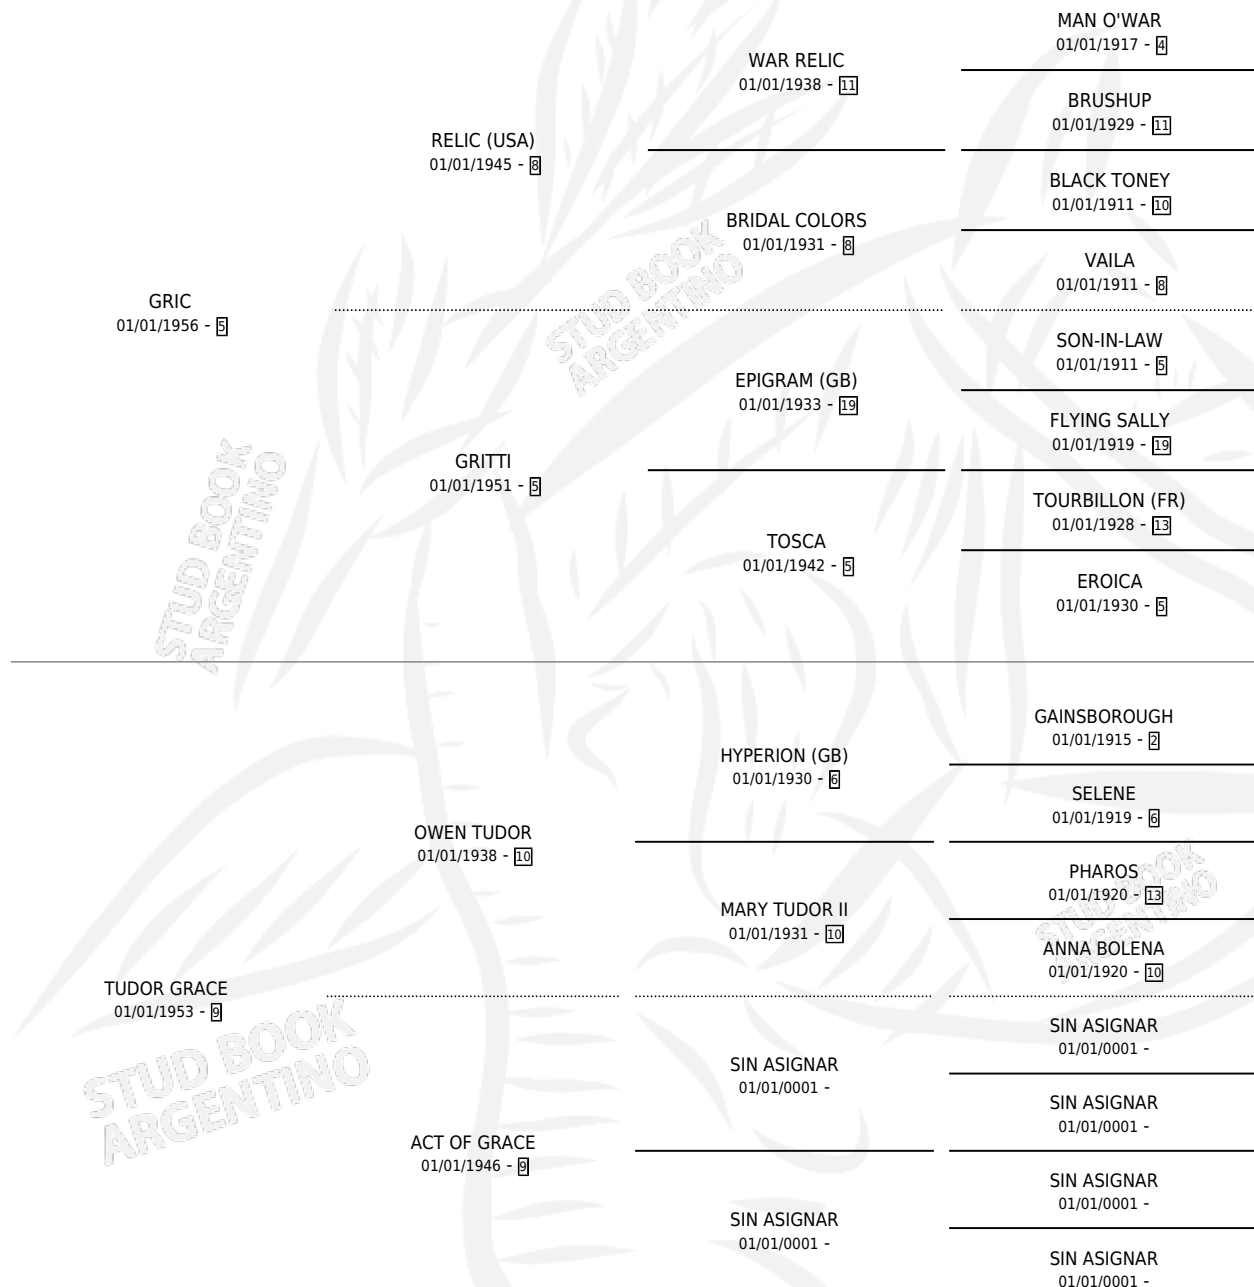 MAN O'WAR
01/01/1917 - 4
WAR RELIC
01/01/1938 - 11
BRUSHUP
01/01/1929 - 11
RELIC (USA)
01/01/1945 - 8
BLACK TONEY
01/01/1911 - 10
BRIDAL COLORS
01/01/1931 - 8
VAILA
01/01/1911 - 8
GRIC
01/01/1956 - 5
SON-IN-LAW
01/01/1911 - 5
EPIGRAM (GB)
01/01/1933 - 19
FLYING SALLY
01/01/1919 - 19
GRITTI
01/01/1951 - 5
TOURBILLON (FR)
01/01/1928 - 13
TOSCA
01/01/1942 - 5
EROICA
01/01/1930 - 5
STUD BOOK
ARGENTINO
STUD BOOK
ARGENTINO
GAINSBOROUGH
01/01/1915 - 2
HYPERION (GB)
01/01/1930 - 6
SELENE
01/01/1919 - 6
OWEN TUDOR
01/01/1938 - 10
PHAROS
01/01/1920 - 13
MARY TUDOR II
01/01/1931 - 10
ANNA BOLENA
01/01/1920 - 10
TUDOR GRACE
01/01/1953 - 9
SIN ASIGNAR
01/01/0001 -
SIN ASIGNAR
01/01/0001 -
SIN ASIGNAR
01/01/0001 -
ACT OF GRACE
01/01/1946 - 9
SIN ASIGNAR
01/01/0001 -
SIN ASIGNAR
01/01/0001 -
SIN ASIGNAR
01/01/0001 -
STUD BOOK
ARGENTINO
STUD BOOK
ARGENTINO